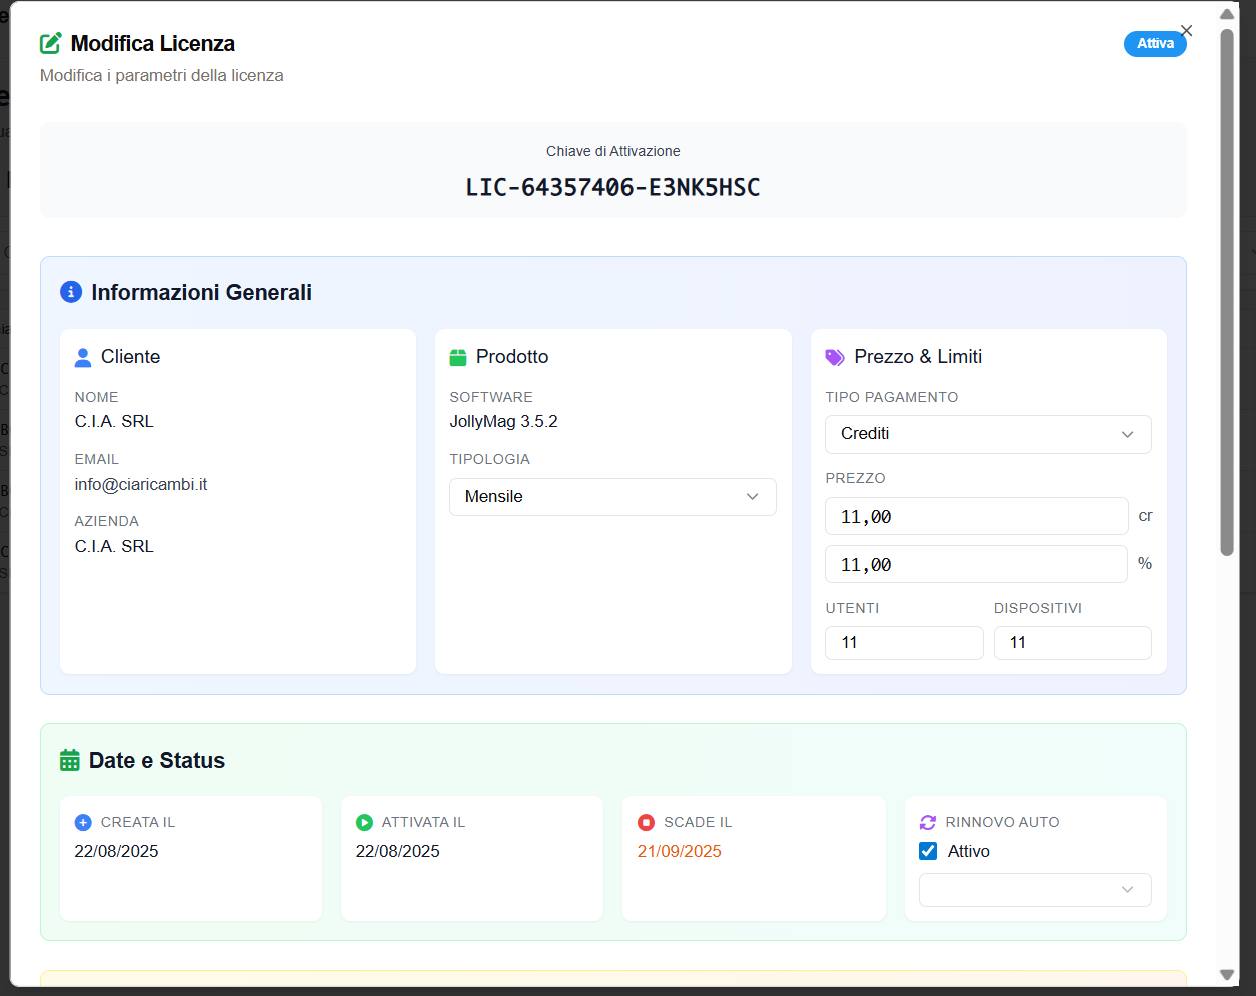 Modifica Licenza
Attiva
Modifica i parametri della licenza
Chiave di Attivazione
LIC-64357406-E3NK5HSC
Informazioni Generali
Cliente
NOME
C.I.A. SRL
EMAIL
info@ciaricambi.it
AZIENDA
C.I.A. SRL
Prodotto
SOFTWARE
JollyMag 3.5.2
TIPOLOGIA
Mensile
Prezzo & Limiti
TIPO PAGAMENTO
Crediti
PREZZO
11,00 cr
11,00 %
UTENTI DISPOSITIVI
11 11
Date e Status
CREATA IL
22/08/2025
ATTIVATA IL
22/08/2025
SCADE IL
21/09/2025
RINNOVO AUTO
Attivo